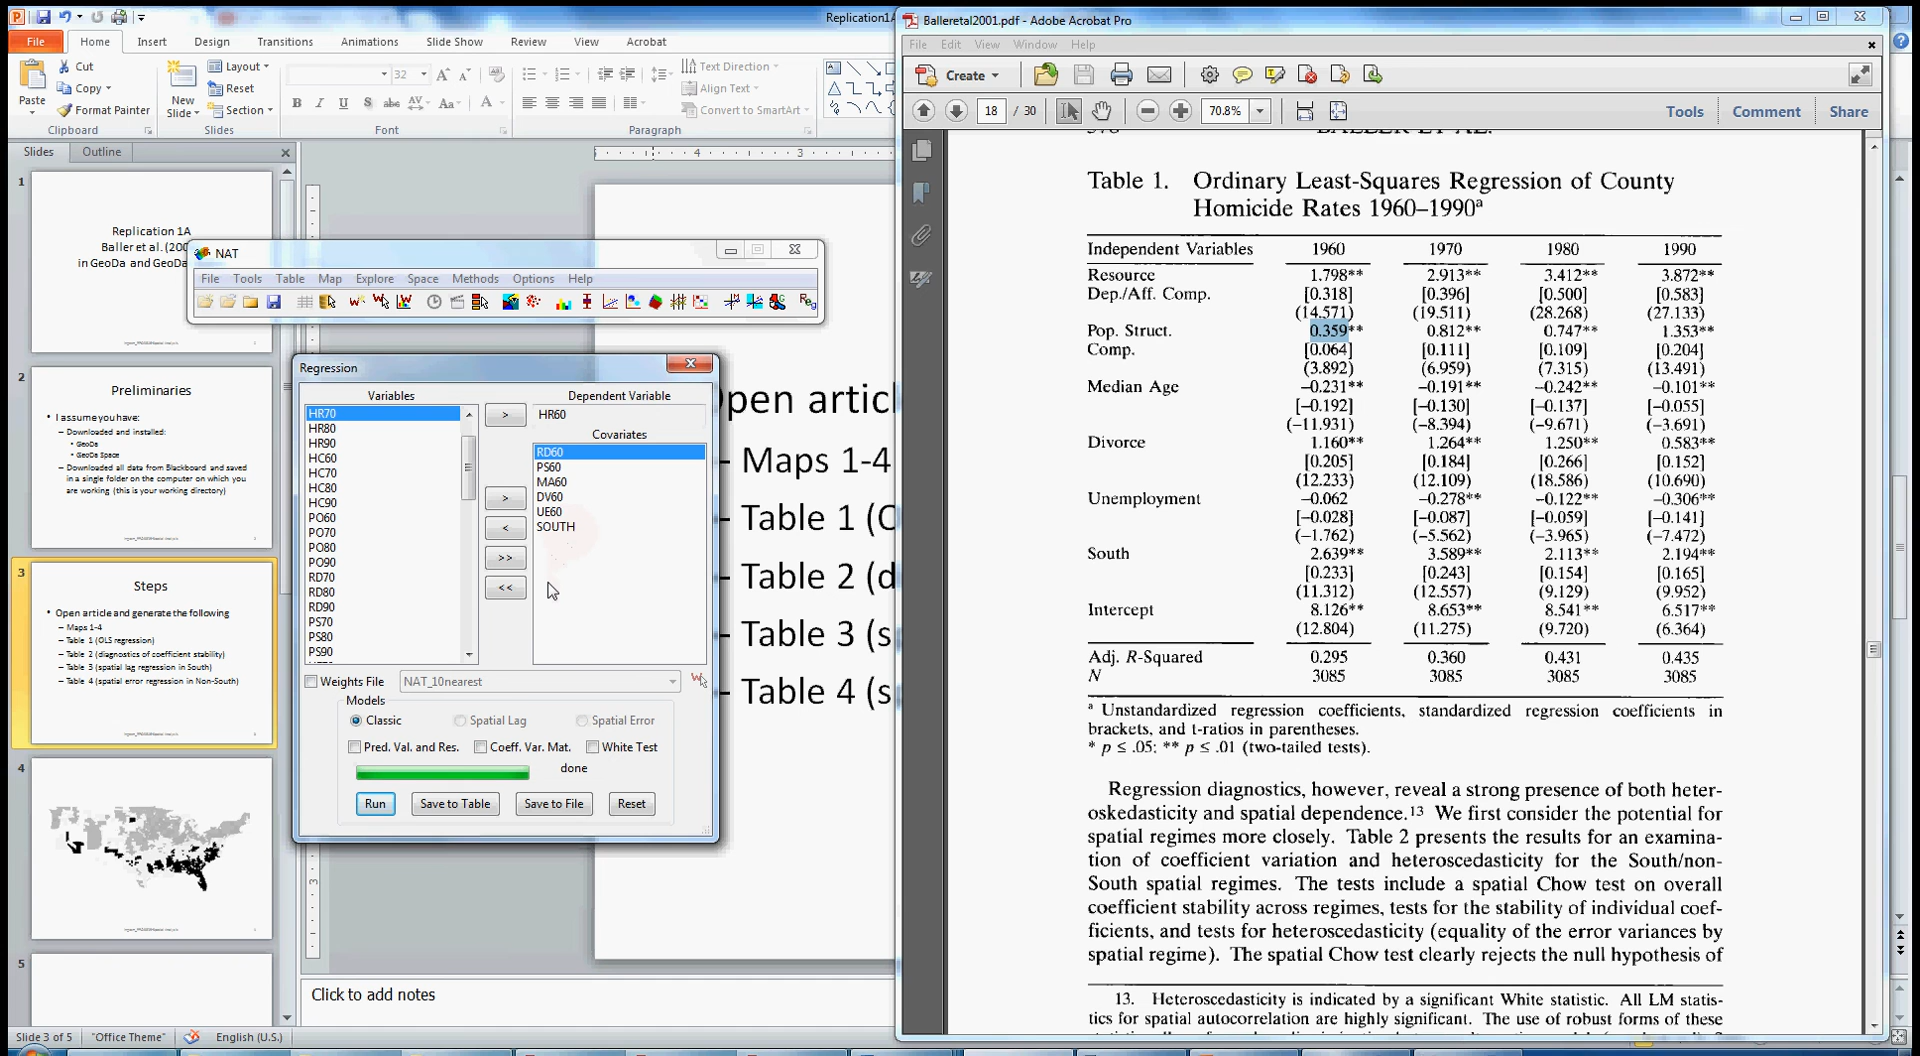 Replication1A
File
Home
Insert
Design
Transitions
Animations
Slide Show
Review
View
Acrobat
Paste
Cut
Copy
Format Painter
Clipboard
New
Slide
Layout
Reset
Section
Slides
32
B I U S abc AV Aa A
Font
Text Direction
Align Text
Convert to SmartArt
Paragraph
Slides
Outline
4 3
1
Replication 1A
Baller et al. (200
in GeoDa and GeoDa
2
Preliminaries
• I assume you have:
– Downloaded and installed:
• GeoDa
• GeoDa Space
– Downloaded all data from Blackboard and saved
in a single folder on the computer on which you
are working (this is your working directory)
3
Steps
• Open article and generate the following
– Maps 1-4
– Table 1 (OLS regression)
– Table 2 (diagnostics of coefficient stability)
– Table 3 (spatial lag regression in South)
– Table 4 (spatial error regression in Non-South)
4
5
Open artic
– Maps 1-4
– Table 1 (O
– Table 2 (d
– Table 3 (s
– Table 4 (s
3
Click to add notes
Slide 3 of 5
"Office Theme"
English (U.S.)
NAT
File
Tools
Table
Map
Explore
Space
Methods
Options
Help
Reg
Regression
Variables
HR70
HR80
HR90
HC60
HC70
HC80
HC90
PO60
PO70
PO80
PO90
RD70
RD80
RD90
PS70
PS80
PS90
>
>
<
>>
<<
Dependent Variable
HR60
Covariates
RD60
PS60
MA60
DV60
UE60
SOUTH
Weights File
NAT_10nearest
Models
Classic
Spatial Lag
Spatial Error
Pred. Val. and Res.
Coeff. Var. Mat.
White Test
done
Run
Save to Table
Save to File
Reset
Balleretal2001.pdf - Adobe Acrobat Pro
File
Edit
View
Window
Help
Create
18 / 30
70.8%
Tools
Comment
Share
BALLER ET AL.
Table 1. Ordinary Least-Squares Regression of County
Homicide Rates 1960–1990a
Independent Variables 1960 1970 1980 1990
Resource 1.798** 2.913** 3.412** 3.872**
Dep./Aff. Comp. [0.318] [0.396] [0.500] [0.583]
(14.571) (19.511) (28.268) (27.133)
Pop. Struct. 0.359** 0.812** 0.747** 1.353**
Comp. [0.064] [0.111] [0.109] [0.204]
(3.892) (6.959) (7.315) (13.491)
Median Age −0.231** −0.191** −0.242** −0.101**
[−0.192] [−0.130] [−0.137] [−0.055]
(−11.931) (−8.394) (−9.671) (−3.691)
Divorce 1.160** 1.264** 1.250** 0.583**
[0.205] [0.184] [0.266] [0.152]
(12.233) (12.109) (18.586) (10.690)
Unemployment −0.062 −0.278** −0.122** −0.306**
[−0.028] [−0.087] [−0.059] [−0.141]
(−1.762) (−5.562) (−3.965) (−7.472)
South 2.639** 3.589** 2.113** 2.194**
[0.233] [0.243] [0.154] [0.165]
(11.312) (12.557) (9.129) (9.952)
Intercept 8.126** 8.653** 8.541** 6.517**
(12.804) (11.275) (9.720) (6.364)
Adj. R-Squared 0.295 0.360 0.431 0.435
N 3085 3085 3085 3085
a Unstandardized regression coefficients, standardized regression coefficients in
brackets, and t-ratios in parentheses.
* p ≤ .05; ** p ≤ .01 (two-tailed tests).
Regression diagnostics, however, reveal a strong presence of both heter-
oskedasticity and spatial dependence.13 We first consider the potential for
spatial regimes more closely. Table 2 presents the results for an examina-
tion of coefficient variation and heteroscedasticity for the South/non-
South spatial regimes. The tests include a spatial Chow test on overall
coefficient stability across regimes, tests for the stability of individual coef-
ficients, and tests for heteroscedasticity (equality of the error variances by
spatial regime). The spatial Chow test clearly rejects the null hypothesis of
13. Heteroscedasticity is indicated by a significant White statistic. All LM statis-
tics for spatial autocorrelation are highly significant. The use of robust forms of these